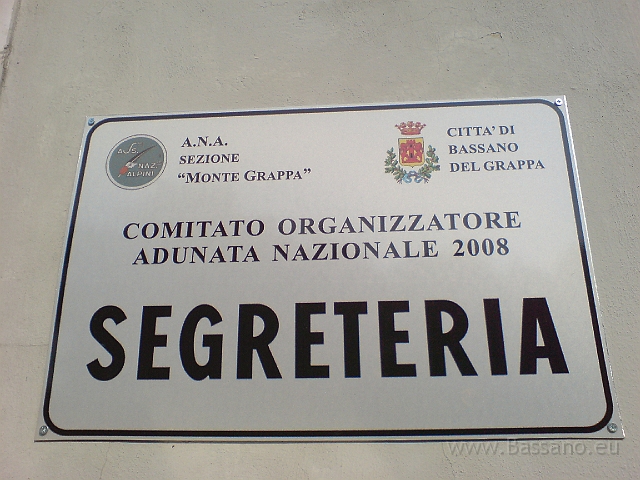 A.N.A.
SEZIONE
"MONTE GRAPPA"
CITTA' DI
BASSANO
DEL GRAPPA
COMITATO ORGANIZZATORE
ADUNATA NAZIONALE 2008
SEGRETERIA
www.Bassano.eu